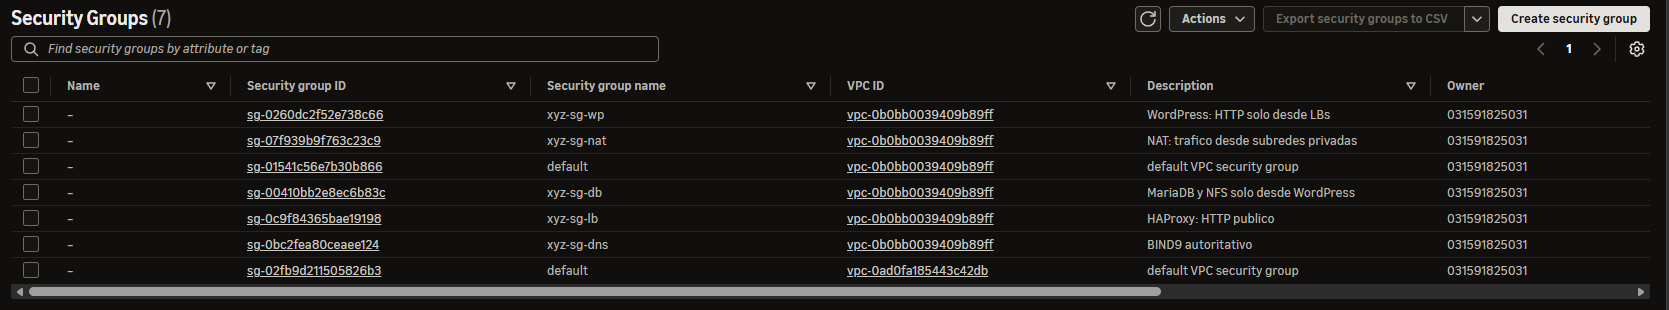 Security Groups (7)
Actions
Export security groups to CSV
Create security group
Find security groups by attribute or tag
1
Name Security group ID Security group name VPC ID Description Owner
– sg-0260dc2f52e738c66 xyz-sg-wp vpc-0b0bb0039409b89ff WordPress: HTTP solo desde LBs 031591825031
– sg-07f939b9f763c23c9 xyz-sg-nat vpc-0b0bb0039409b89ff NAT: trafico desde subredes privadas 031591825031
– sg-01541c56e7b30b866 default vpc-0b0bb0039409b89ff default VPC security group 031591825031
– sg-00410bb2e8ec6b83c xyz-sg-db vpc-0b0bb0039409b89ff MariaDB y NFS solo desde WordPress 031591825031
– sg-0c9f84365bae19198 xyz-sg-lb vpc-0b0bb0039409b89ff HAProxy: HTTP publico 031591825031
– sg-0bc2fea80ceaee124 xyz-sg-dns vpc-0b0bb0039409b89ff BIND9 autoritativo 031591825031
– sg-02fb9d211505826b3 default vpc-0ad0fa185443c42db default VPC security group 031591825031